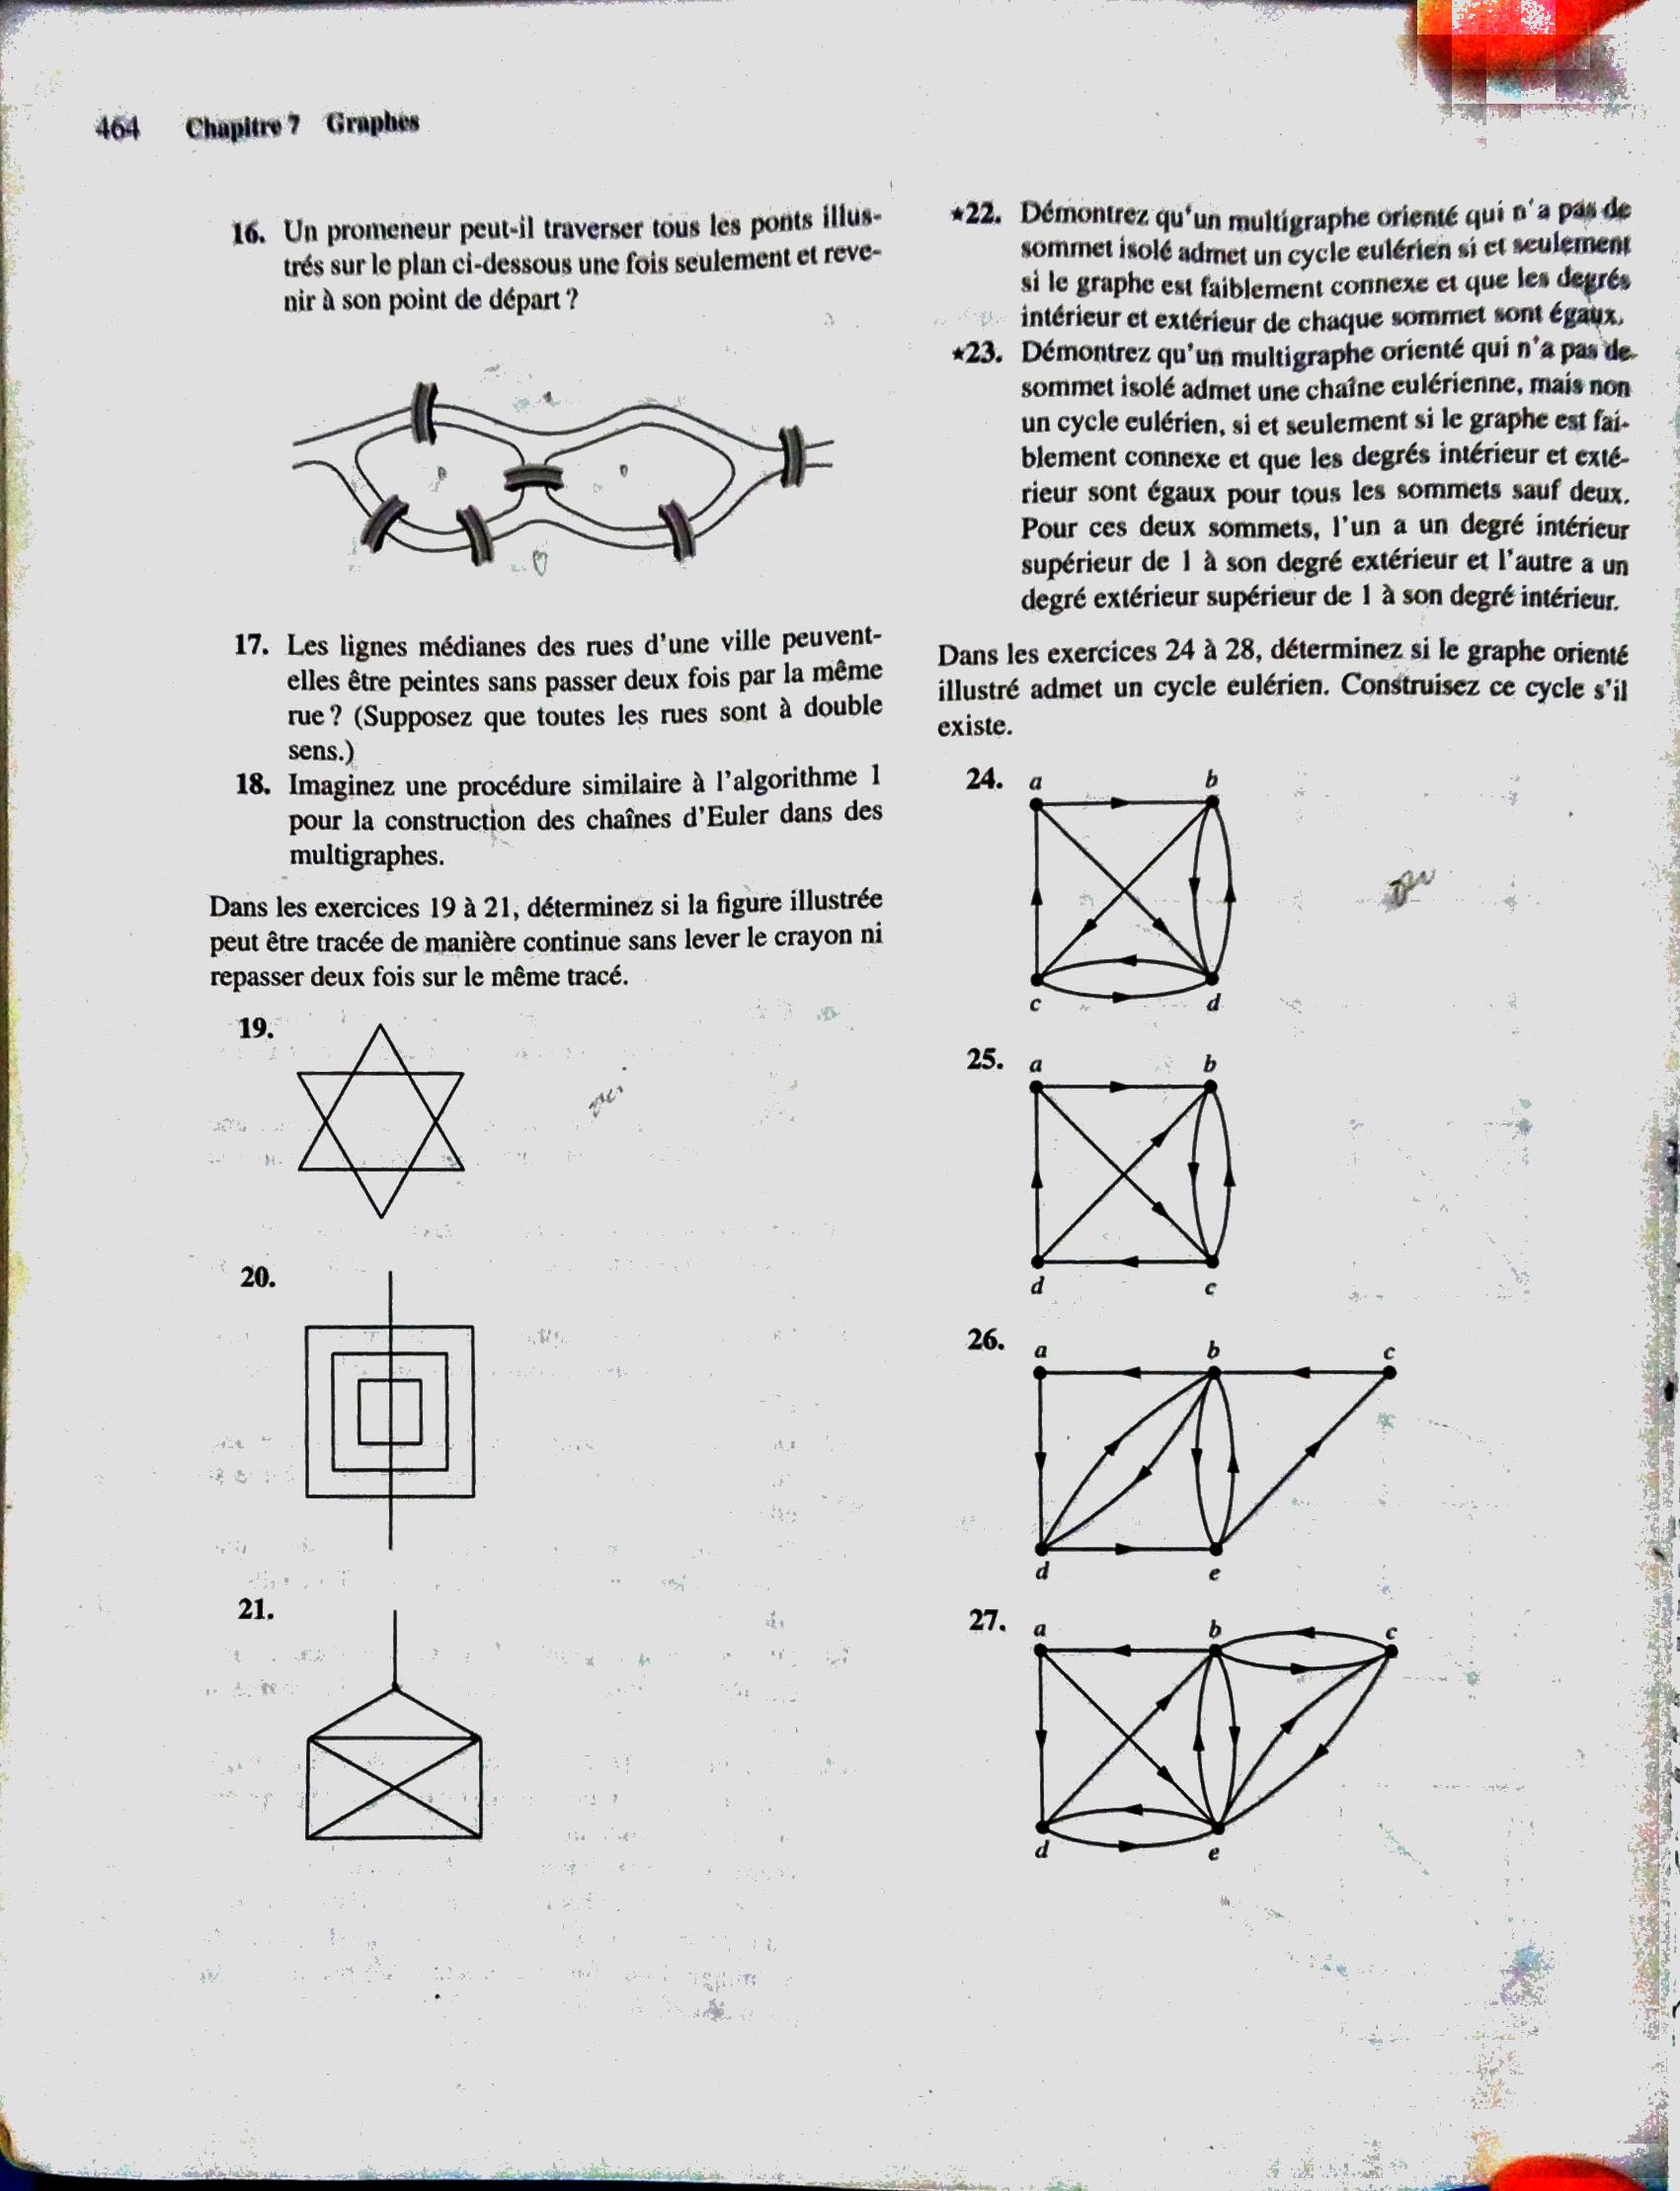 464 Chapitre 7 Graphes
16. Un promeneur peut-il traverser tous les ponts illus-
trés sur le plan ci-dessous une fois seulement et reve-
nir à son point de départ ?
17. Les lignes médianes des rues d'une ville peuvent-
elles être peintes sans passer deux fois par la même
rue ? (Supposez que toutes les rues sont à double
sens.)
18. Imaginez une procédure similaire à l'algorithme 1
pour la construction des chaînes d'Euler dans des
multigraphes.
Dans les exercices 19 à 21, déterminez si la figure illustrée
peut être tracée de manière continue sans lever le crayon ni
repasser deux fois sur le même tracé.
19.
20.
21.
★22. Démontrez qu'un multigraphe orienté qui n'a pas de
sommet isolé admet un cycle eulérien si et seulement
si le graphe est faiblement connexe et que les degrés
intérieur et extérieur de chaque sommet sont égaux.
★23. Démontrez qu'un multigraphe orienté qui n'a pas de
sommet isolé admet une chaîne eulérienne, mais non
un cycle eulérien, si et seulement si le graphe est fai-
blement connexe et que les degrés intérieur et exté-
rieur sont égaux pour tous les sommets sauf deux.
Pour ces deux sommets, l'un a un degré intérieur
supérieur de 1 à son degré extérieur et l'autre a un
degré extérieur supérieur de 1 à son degré intérieur.
Dans les exercices 24 à 28, déterminez si le graphe orienté
illustré admet un cycle eulérien. Construisez ce cycle s'il
existe.
24. a b
c d
25. a b
d c
26. a b c
d e
27. a b c
d e